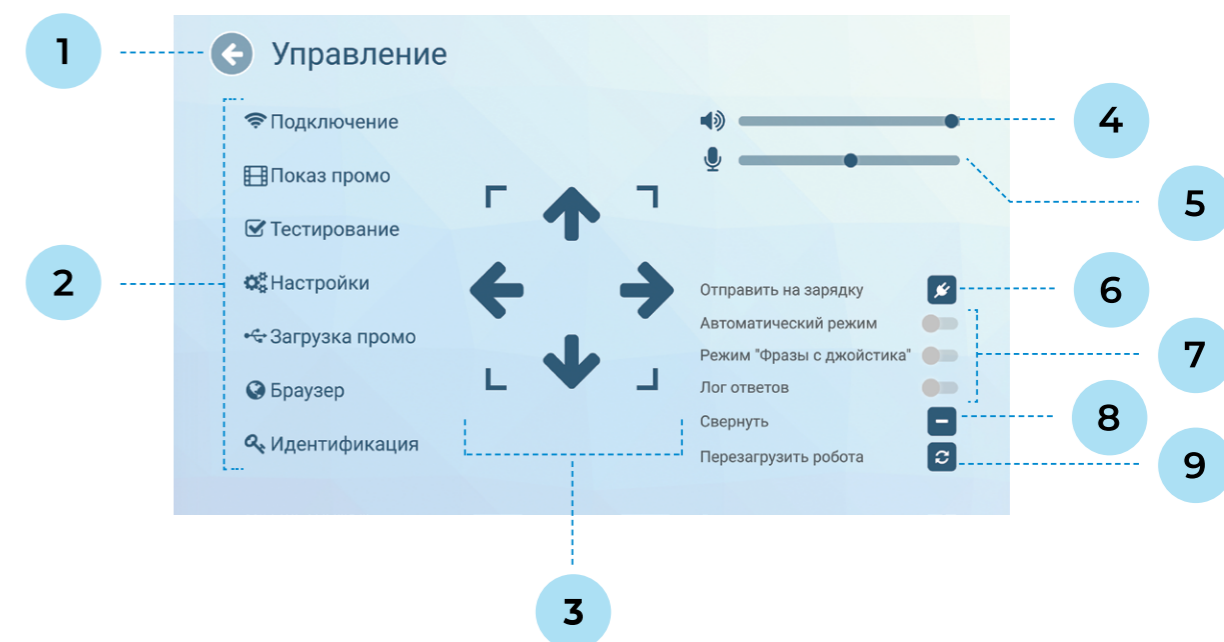 1
Управление
2
Подключение
Показ промо
Тестирование
Настройки
Загрузка промо
Браузер
Идентификация
3
4
5
Отправить на зарядку
6
Автоматический режим
Режим "Фразы с джойстика"
Лог ответов
7
Свернуть
8
Перезагрузить робота
9